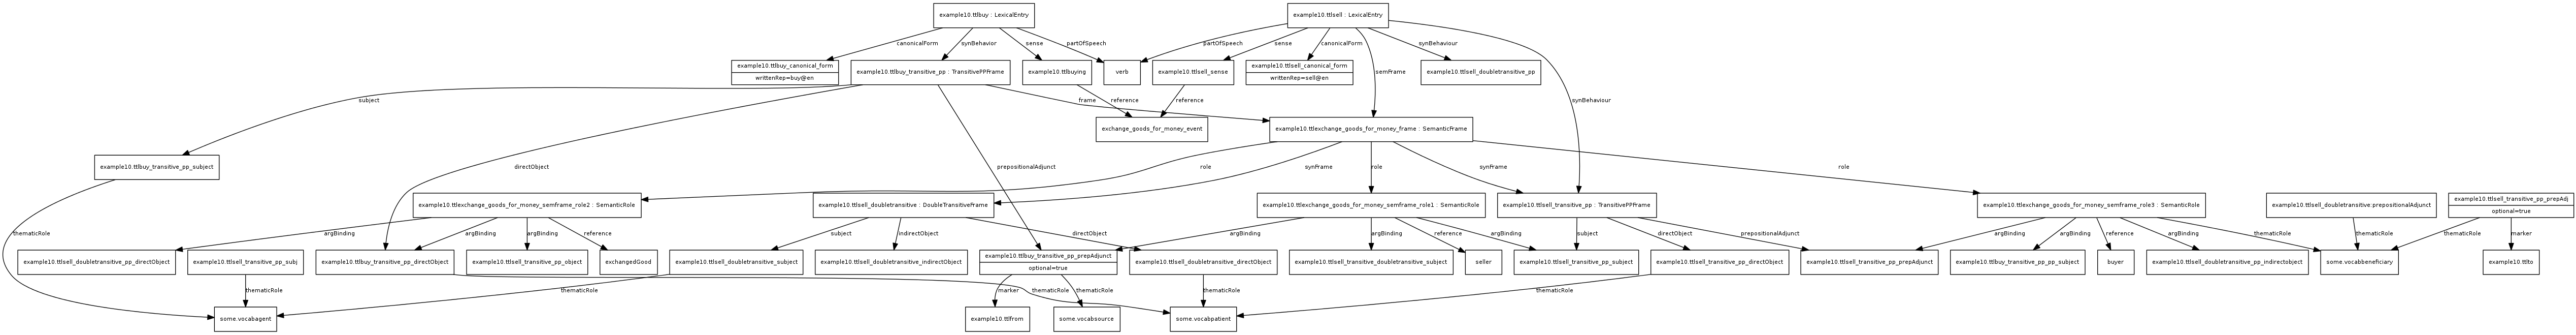 example10.ttlbuy : LexicalEntry
example10.ttlsell : LexicalEntry
canonicalForm
synBehavior
sense
partOfSpeech
partOfSpeech
sense
canonicalForm
synBehaviour
example10.ttlbuy_canonical_form
writtenRep=buy@en
example10.ttlbuy_transitive_pp : TransitivePPFrame
example10.ttlbuying
verb
example10.ttlsell_sense
example10.ttlsell_canonical_form
writtenRep=sell@en
semFrame
example10.ttlsell_doubletransitive_pp
subject
frame
reference
reference
synBehaviour
exchange_goods_for_money_event
example10.ttlexchange_goods_for_money_frame : SemanticFrame
example10.ttlbuy_transitive_pp_subject
directObject
prepositionalAdjunct
role
synFrame
role
synFrame
role
example10.ttlexchange_goods_for_money_semframe_role2 : SemanticRole
example10.ttlsell_doubletransitive : DoubleTransitiveFrame
example10.ttlexchange_goods_for_money_semframe_role1 : SemanticRole
example10.ttlsell_transitive_pp : TransitivePPFrame
example10.ttlexchange_goods_for_money_semframe_role3 : SemanticRole
example10.ttlsell_doubletransitive:prepositionalAdjunct
example10.ttlsell_transitive_pp_prepAdj
optional=true
thematicRole
argBinding
argBinding
argBinding
reference
subject
indirectObject
directObject
argBinding
argBinding
reference
argBinding
subject
directObject
prepositionalAdjunct
argBinding
argBinding
reference
argBinding
thematicRole
thematicRole
thematicRole
marker
example10.ttlsell_doubletransitive_pp_directObject
example10.ttlsell_transitive_pp_subj
example10.ttlbuy_transitive_pp_directObject
example10.ttlsell_transitive_pp_object
exchangedGood
example10.ttlsell_doubletransitive_subject
example10.ttlsell_doubletransitive_indirectObject
example10.ttlbuy_transitive_pp_prepAdjunct
optional=true
example10.ttlsell_doubletransitive_directObject
example10.ttlsell_transitive_doubletransitive_subject
seller
example10.ttlsell_transitive_pp_subject
example10.ttlsell_transitive_pp_directObject
example10.ttlsell_transitive_pp_prepAdjunct
example10.ttlbuy_transitive_pp_pp_subject
buyer
example10.ttlsell_doubletransitive_pp_indirectobject
some.vocabbeneficiary
example10.ttlto
thematicRole
thematicRole
marker
thematicRole
thematicRole
thematicRole
thematicRole
some.vocabagent
example10.ttlfrom
some.vocabsource
some.vocabpatient